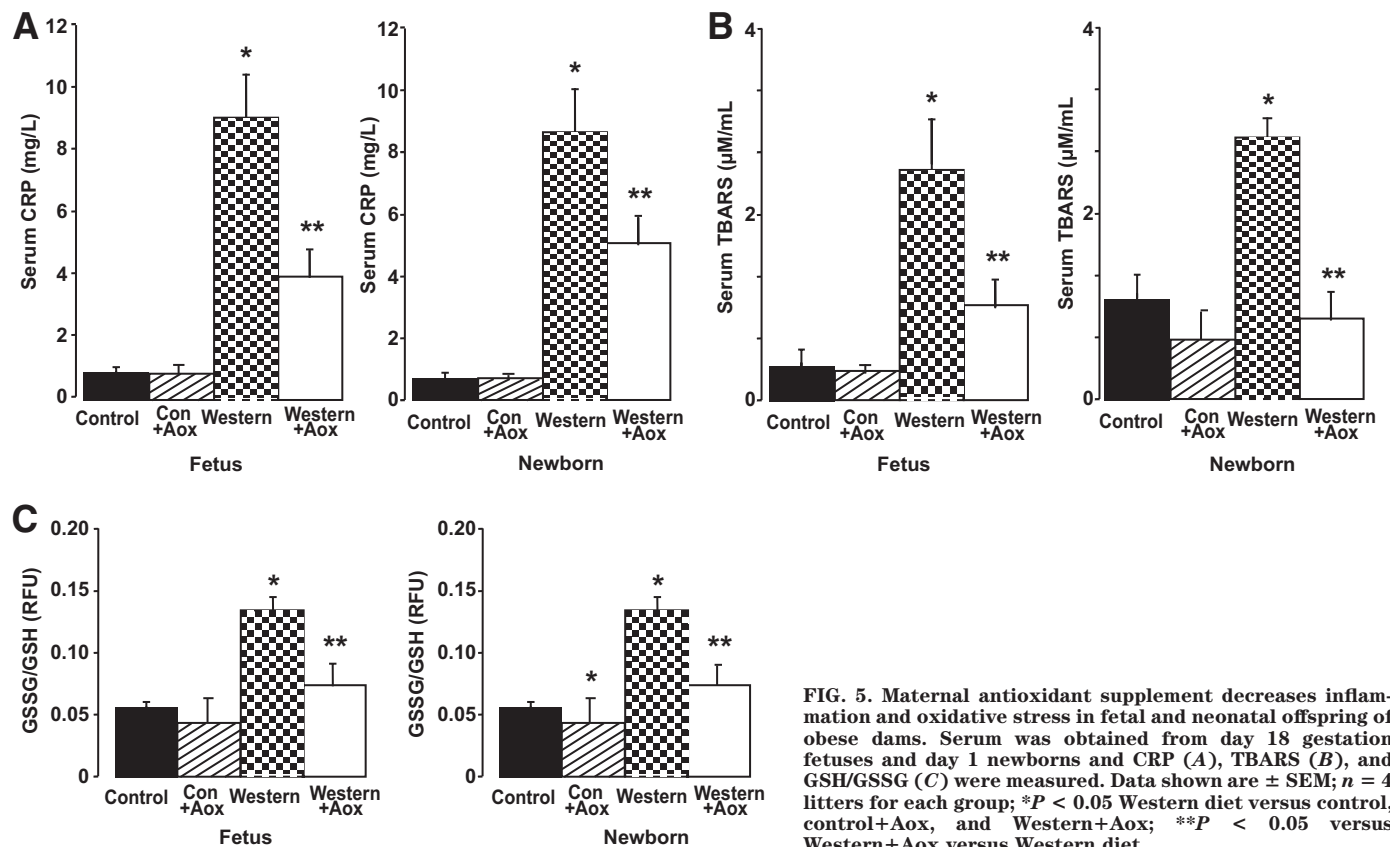 A
12
10
8
6
4
2
0
Serum CRP (mg/L)
*
**
Control
Con
+Aox
Western
Western
+Aox
Fetus
12
10
8
6
4
2
0
Serum CRP (mg/L)
*
**
Control
Con
+Aox
Western
Western
+Aox
Newborn
B
4
2
0
Serum TBARS (µM/mL
*
**
Control
Con
+Aox
Western
Western
+Aox
Fetus
4
2
0
Serum TBARS (µM/mL
*
**
Control
Con
+Aox
Western
Western
+Aox
Newborn
C
0.20
0.15
0.10
0.05
0
GSSG/GSH (RFU)
*
**
Control
Con
+Aox
Western
Western
+Aox
Fetus
0.20
0.15
0.10
0.05
0
GSSG/GSH (RFU)
*
*
**
Control
Con
+Aox
Western
Western
+Aox
Newborn
FIG. 5. Maternal antioxidant supplement decreases inflam-
mation and oxidative stress in fetal and neonatal offspring of
obese dams. Serum was obtained from day 18 gestation
fetuses and day 1 newborns and CRP (A), TBARS (B), and
GSH/GSSG (C) were measured. Data shown are ± SEM; n = 4
litters for each group; *P < 0.05 Western diet versus control,
control+Aox, and Western+Aox; **P < 0.05 versus
Western+Aox versus Western diet